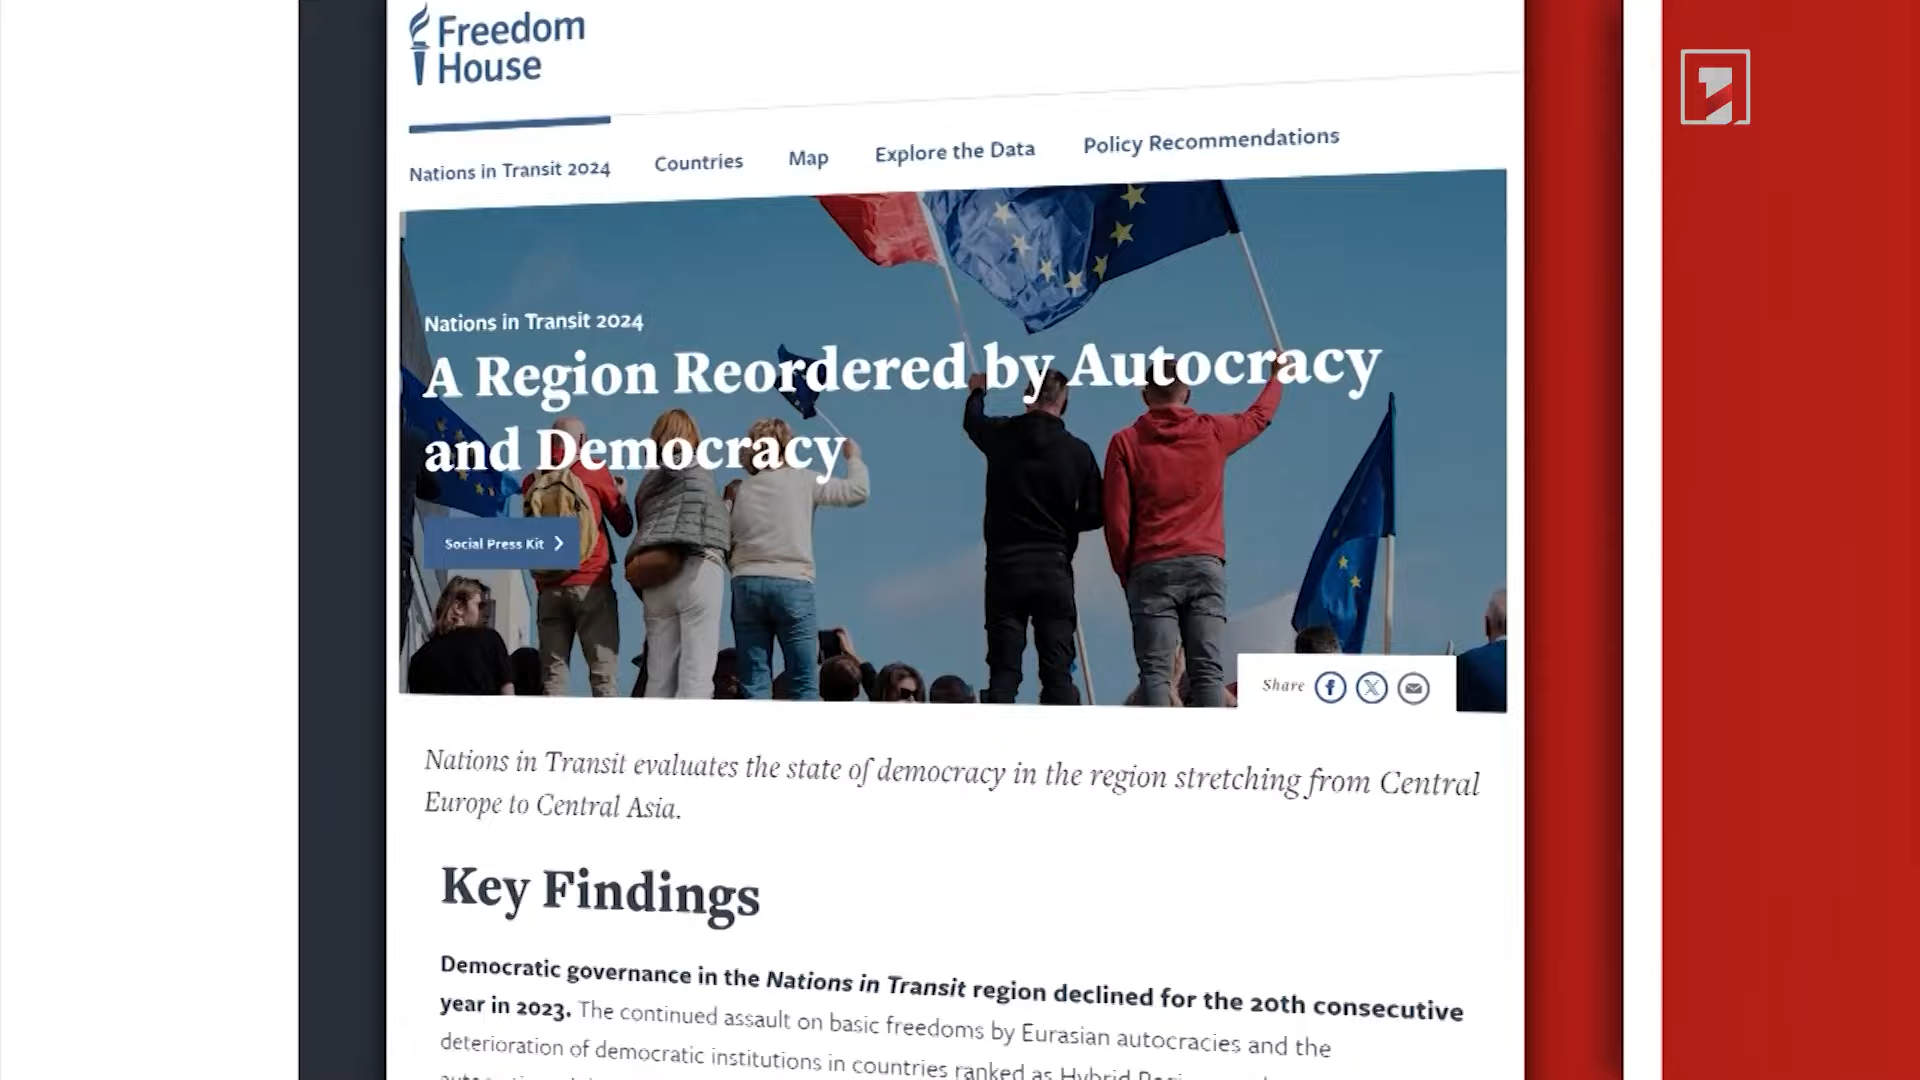 Freedom
House
Nations in Transit 2024
Countries
Map
Explore the Data
Policy Recommendations
Nations in Transit 2024
A Region Reordered by Autocracy
and Democracy
Social Press Kit
Share
Nations in Transit evaluates the state of democracy in the region stretching from Central
Europe to Central Asia.
Key Findings
Democratic governance in the Nations in Transit region declined for the 20th consecutive
year in 2023. The continued assault on basic freedoms by Eurasian autocracies and the
deterioration of democratic institutions in countries ranked as Hybrid